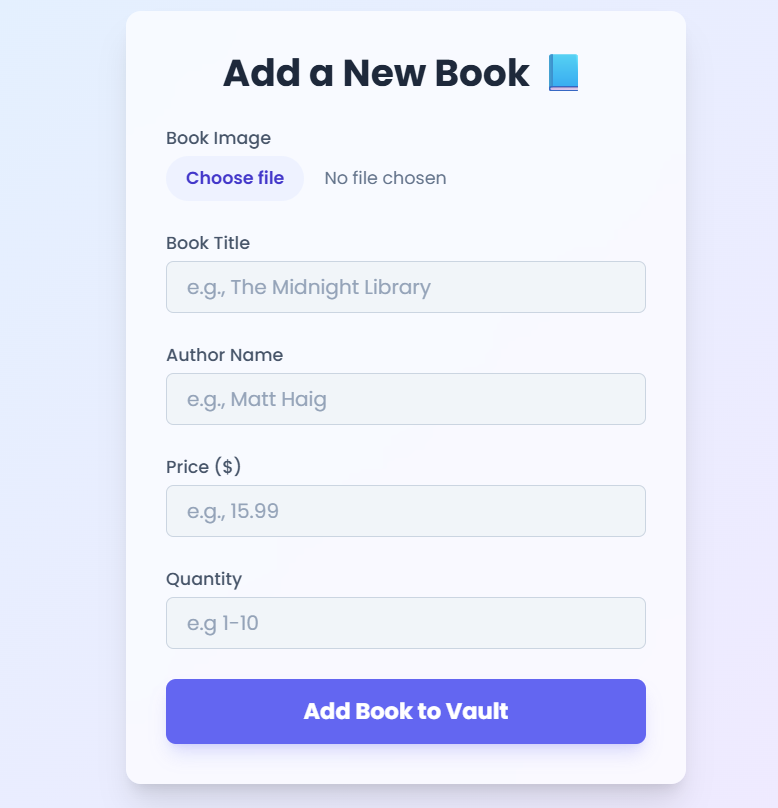 Add a New Book 📘
Book Image
Choose file No file chosen
Book Title
e.g., The Midnight Library
Author Name
e.g., Matt Haig
Price ($)
e.g., 15.99
Quantity
e.g 1-10
Add Book to Vault